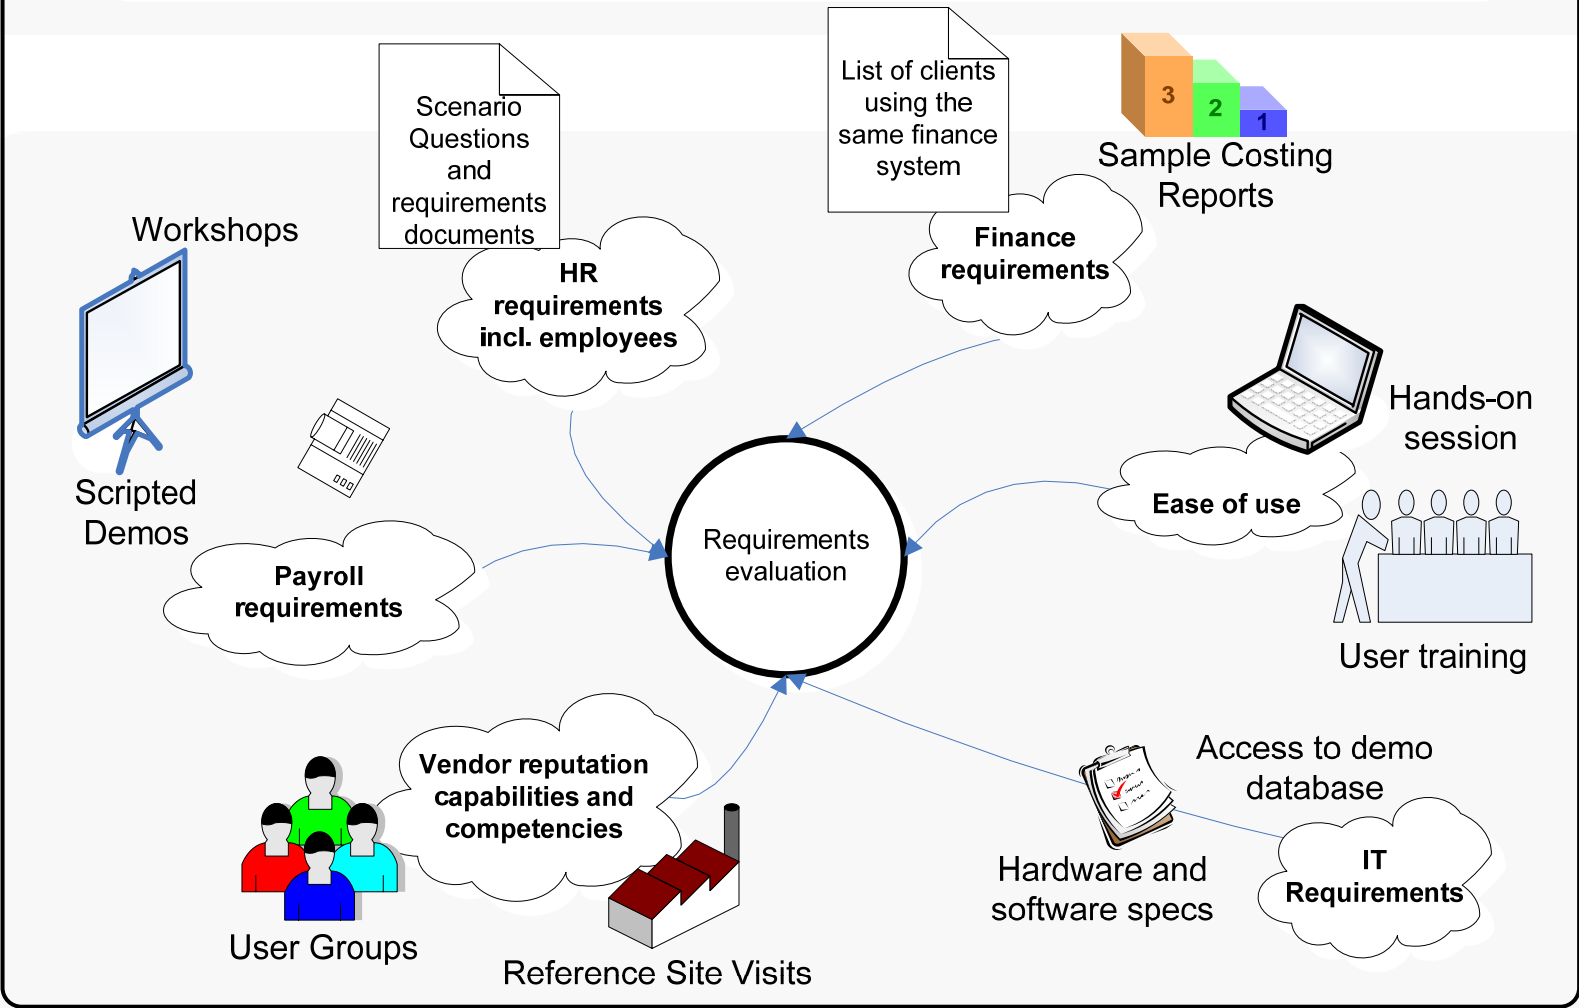 Scenario
Questions
and
requirements
documents
List of clients
using the
same finance
system
3
2
1
Sample Costing
Reports
Workshops
HR
requirements
incl. employees
Finance
requirements
Hands-on
session
Scripted
Demos
Ease of use
Requirements
evaluation
Payroll
requirements
User training
Vendor reputation
capabilities and
competencies
Access to demo
database
Hardware and
software specs
IT
Requirements
User Groups
Reference Site Visits